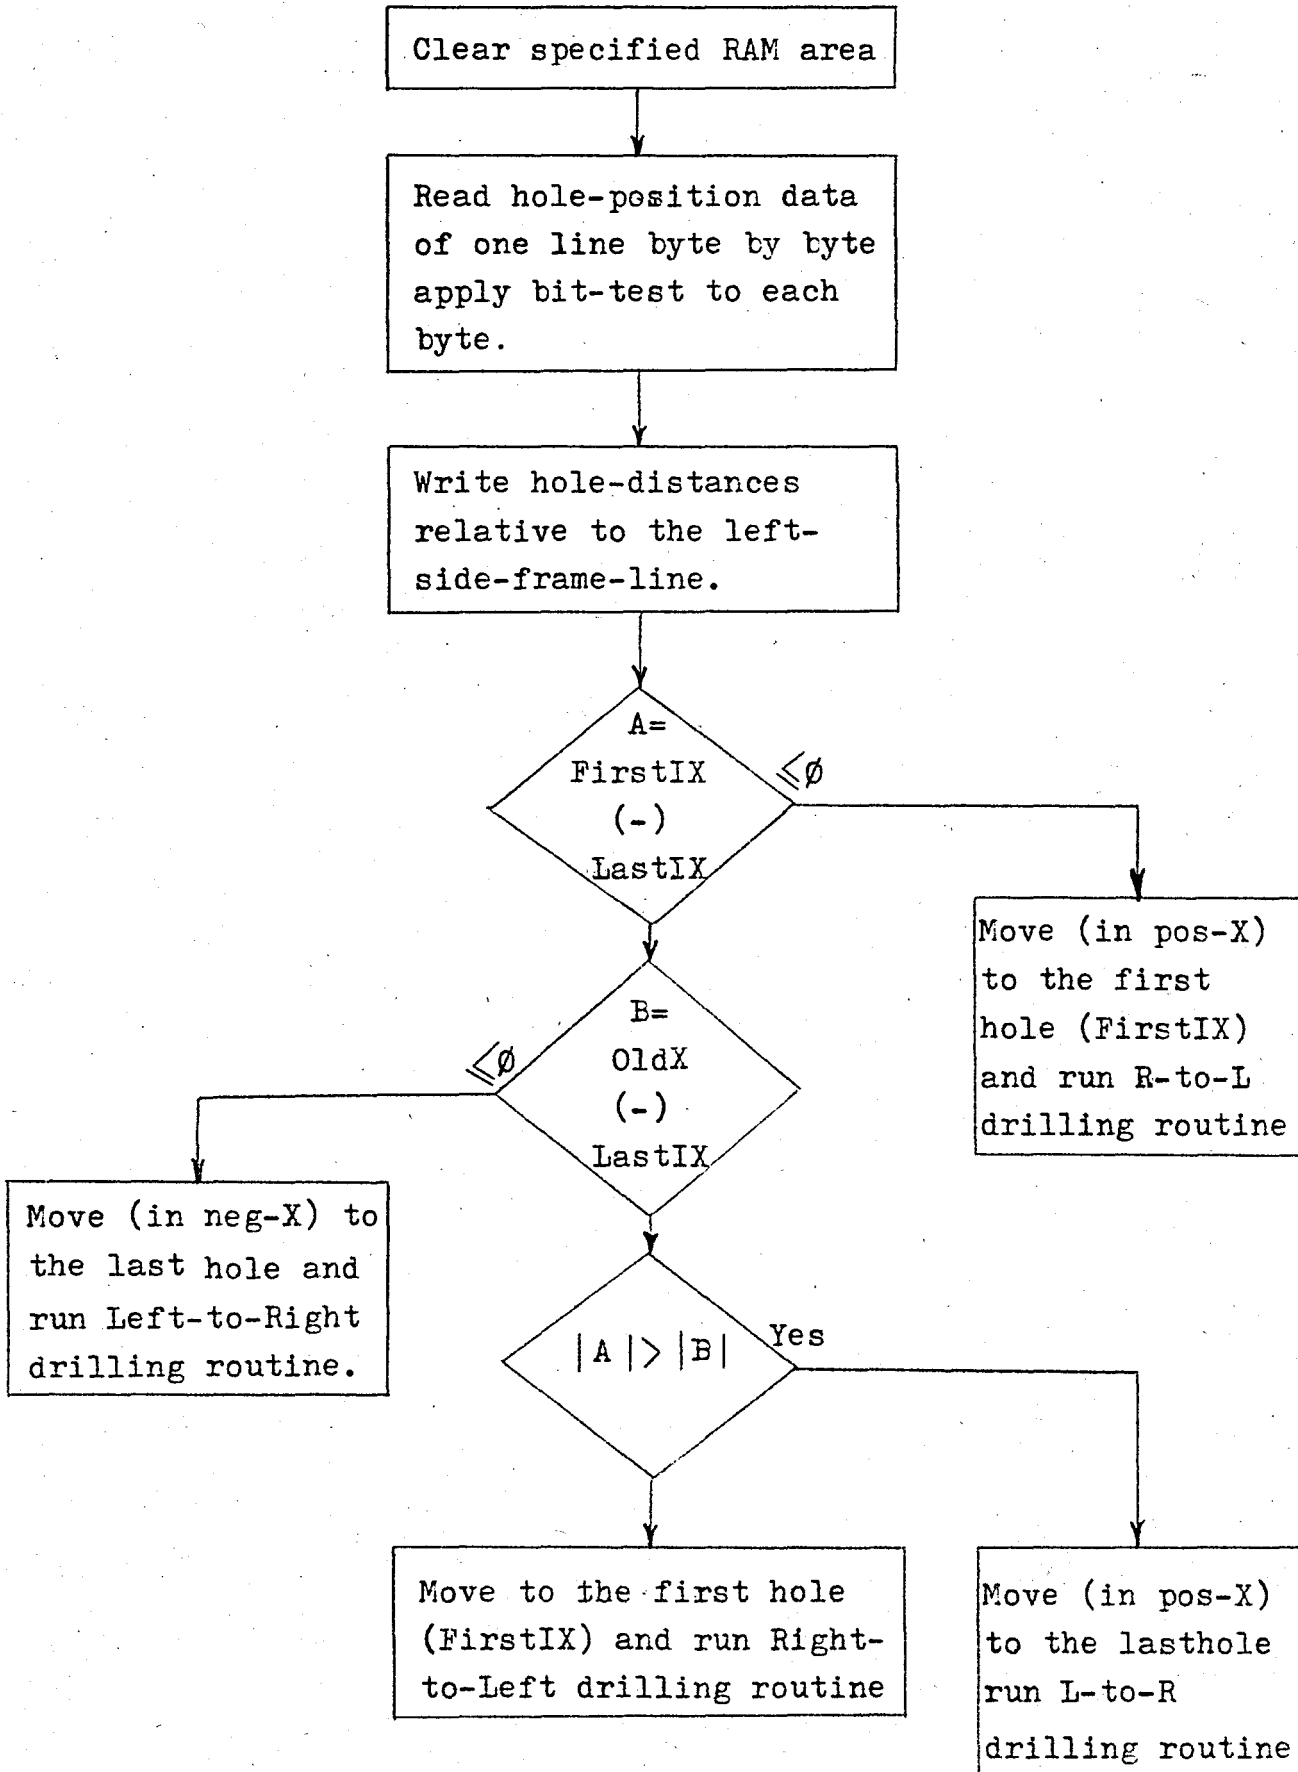 Clear specified RAM area
Read hole-position data
of one line byte by byte
apply bit-test to each
byte.
Write hole-distances
relative to the left-
side-frame-line.
A=
FirstIX
(-)
LastIX
≤ø
Move (in pos-X)
to the first
hole (FirstIX)
and run R-to-L
drilling routine
B=
OldX
(-)
LastIX
≤ø
Move (in neg-X) to
the last hole and
run Left-to-Right
drilling routine.
|A|>|B|
Yes
Move to the first hole
(FirstIX) and run Right-
to-Left drilling routine
Move (in pos-X)
to the lasthole
run L-to-R
drilling routine